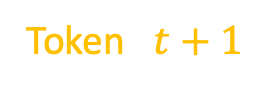 Token t + 1